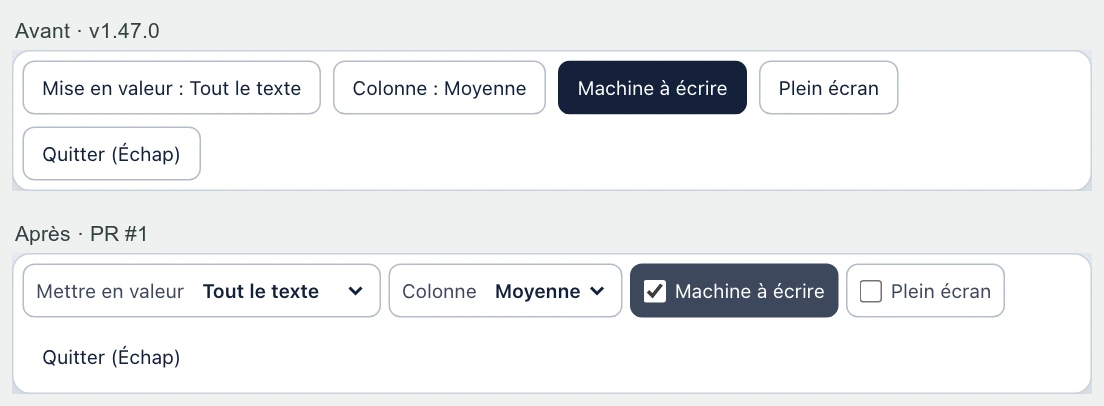 Avant · v1.47.0
Mise en valeur : Tout le texte Colonne : Moyenne Machine à écrire Plein écran
Quitter (Échap)
Après · PR #1
Mettre en valeur Tout le texte Colonne Moyenne Machine à écrire Plein écran
Quitter (Échap)